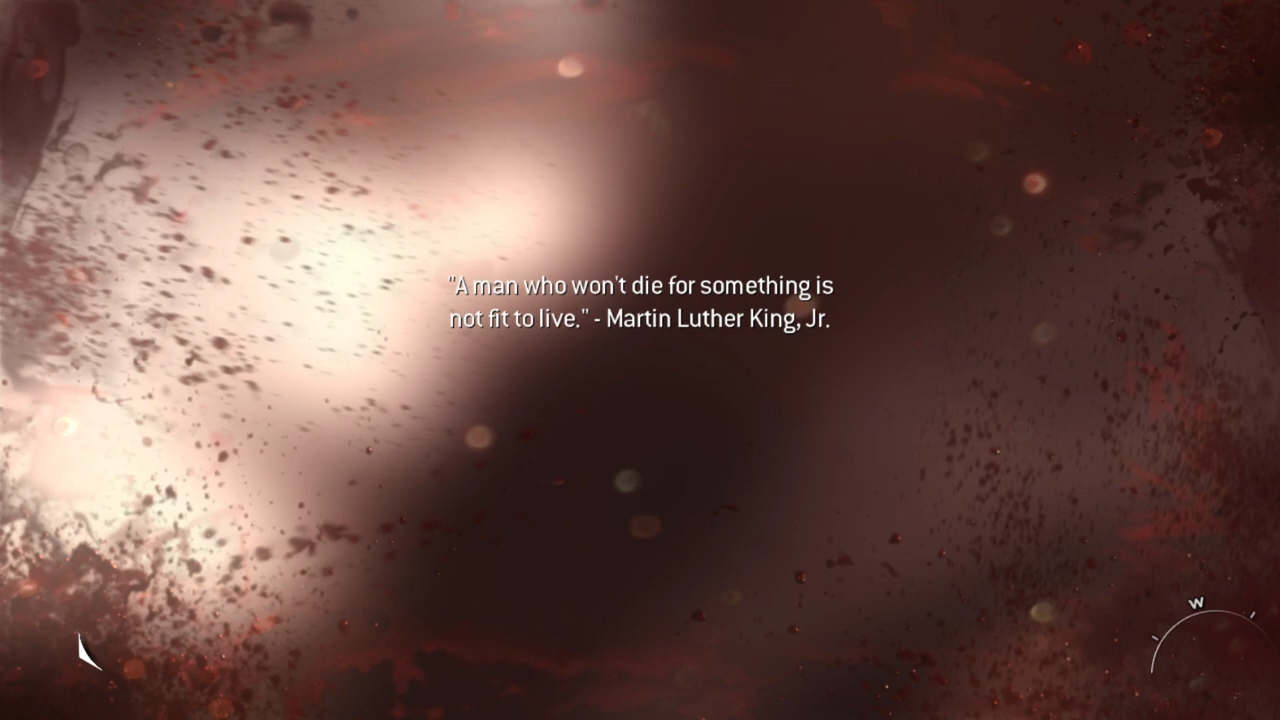 "A man who won't die for something is
not fit to live." - Martin Luther King, Jr.
W